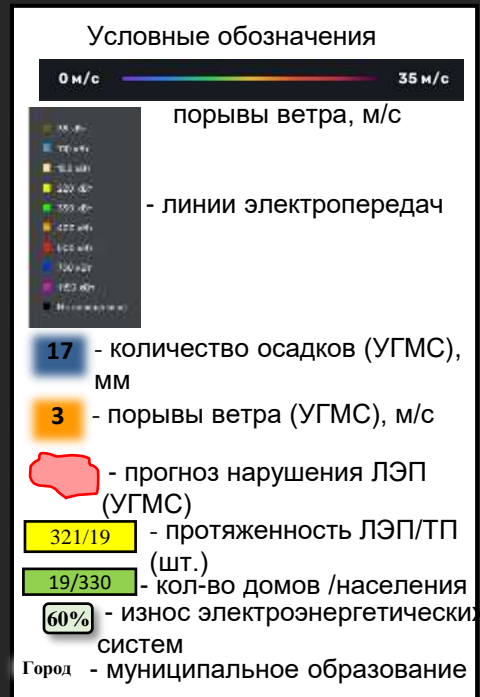 Условные обозначения
0 м/с 35 м/с
порывы ветра, м/с
220 кВт
- линии электропередач
17 - количество осадков (УГМС),
мм
3 - порывы ветра (УГМС), м/с
- прогноз нарушения ЛЭП
(УГМС)
321/19 - протяженность ЛЭП/ТП
(шт.)
19/330 - кол-во домов /населения
60% - износ электроэнергетических
систем
Город - муниципальное образование